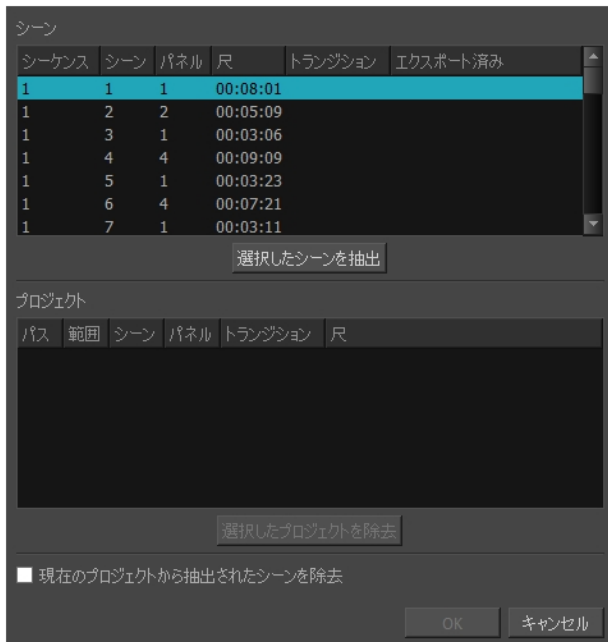 シーン
シーケンス シーン パネル 尺 トランジション エクスポート済み
1 1 1 00:08:01
1 2 2 00:05:09
1 3 1 00:03:06
1 4 4 00:09:09
1 5 1 00:03:23
1 6 4 00:07:21
1 7 1 00:03:11
選択したシーンを抽出
プロジェクト
パス 範囲 シーン パネル トランジション 尺
選択したプロジェクトを除去
現在のプロジェクトから抽出されたシーンを除去
OK キャンセル